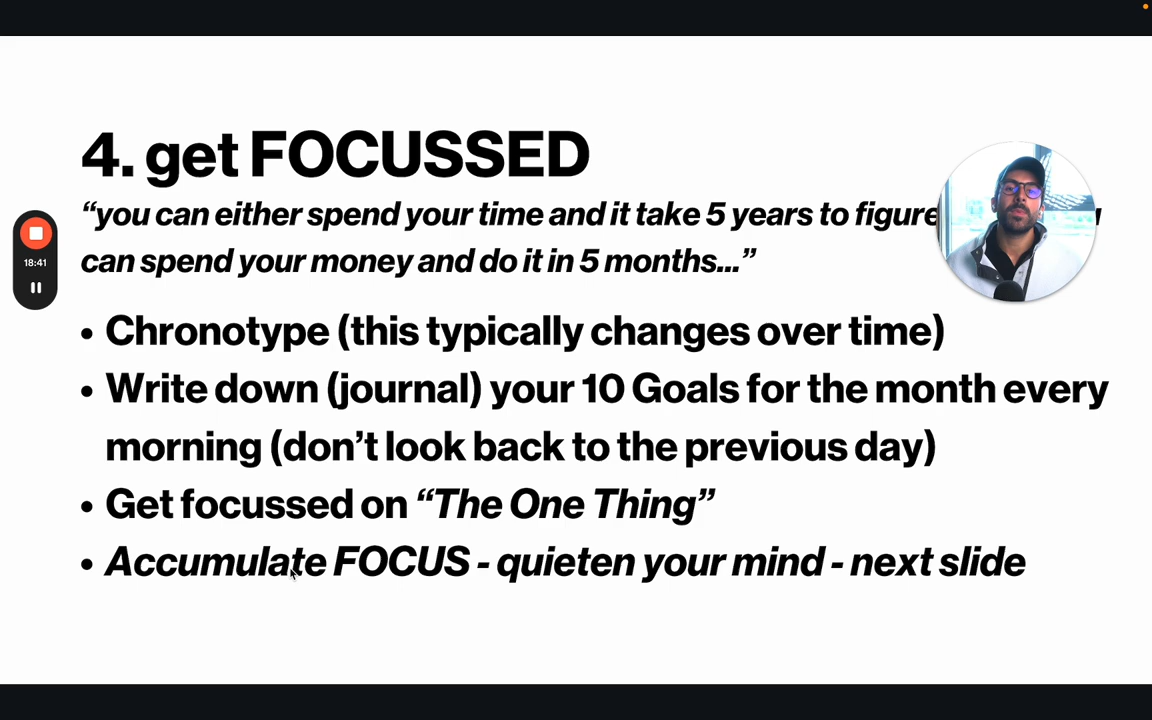 4. get FOCUSSED
“you can either spend your time and it take 5 years to figure
can spend your money and do it in 5 months...”
18:41
• Chronotype (this typically changes over time)
• Write down (journal) your 10 Goals for the month every
morning (don’t look back to the previous day)
• Get focussed on “The One Thing”
• Accumulate FOCUS - quieten your mind - next slide